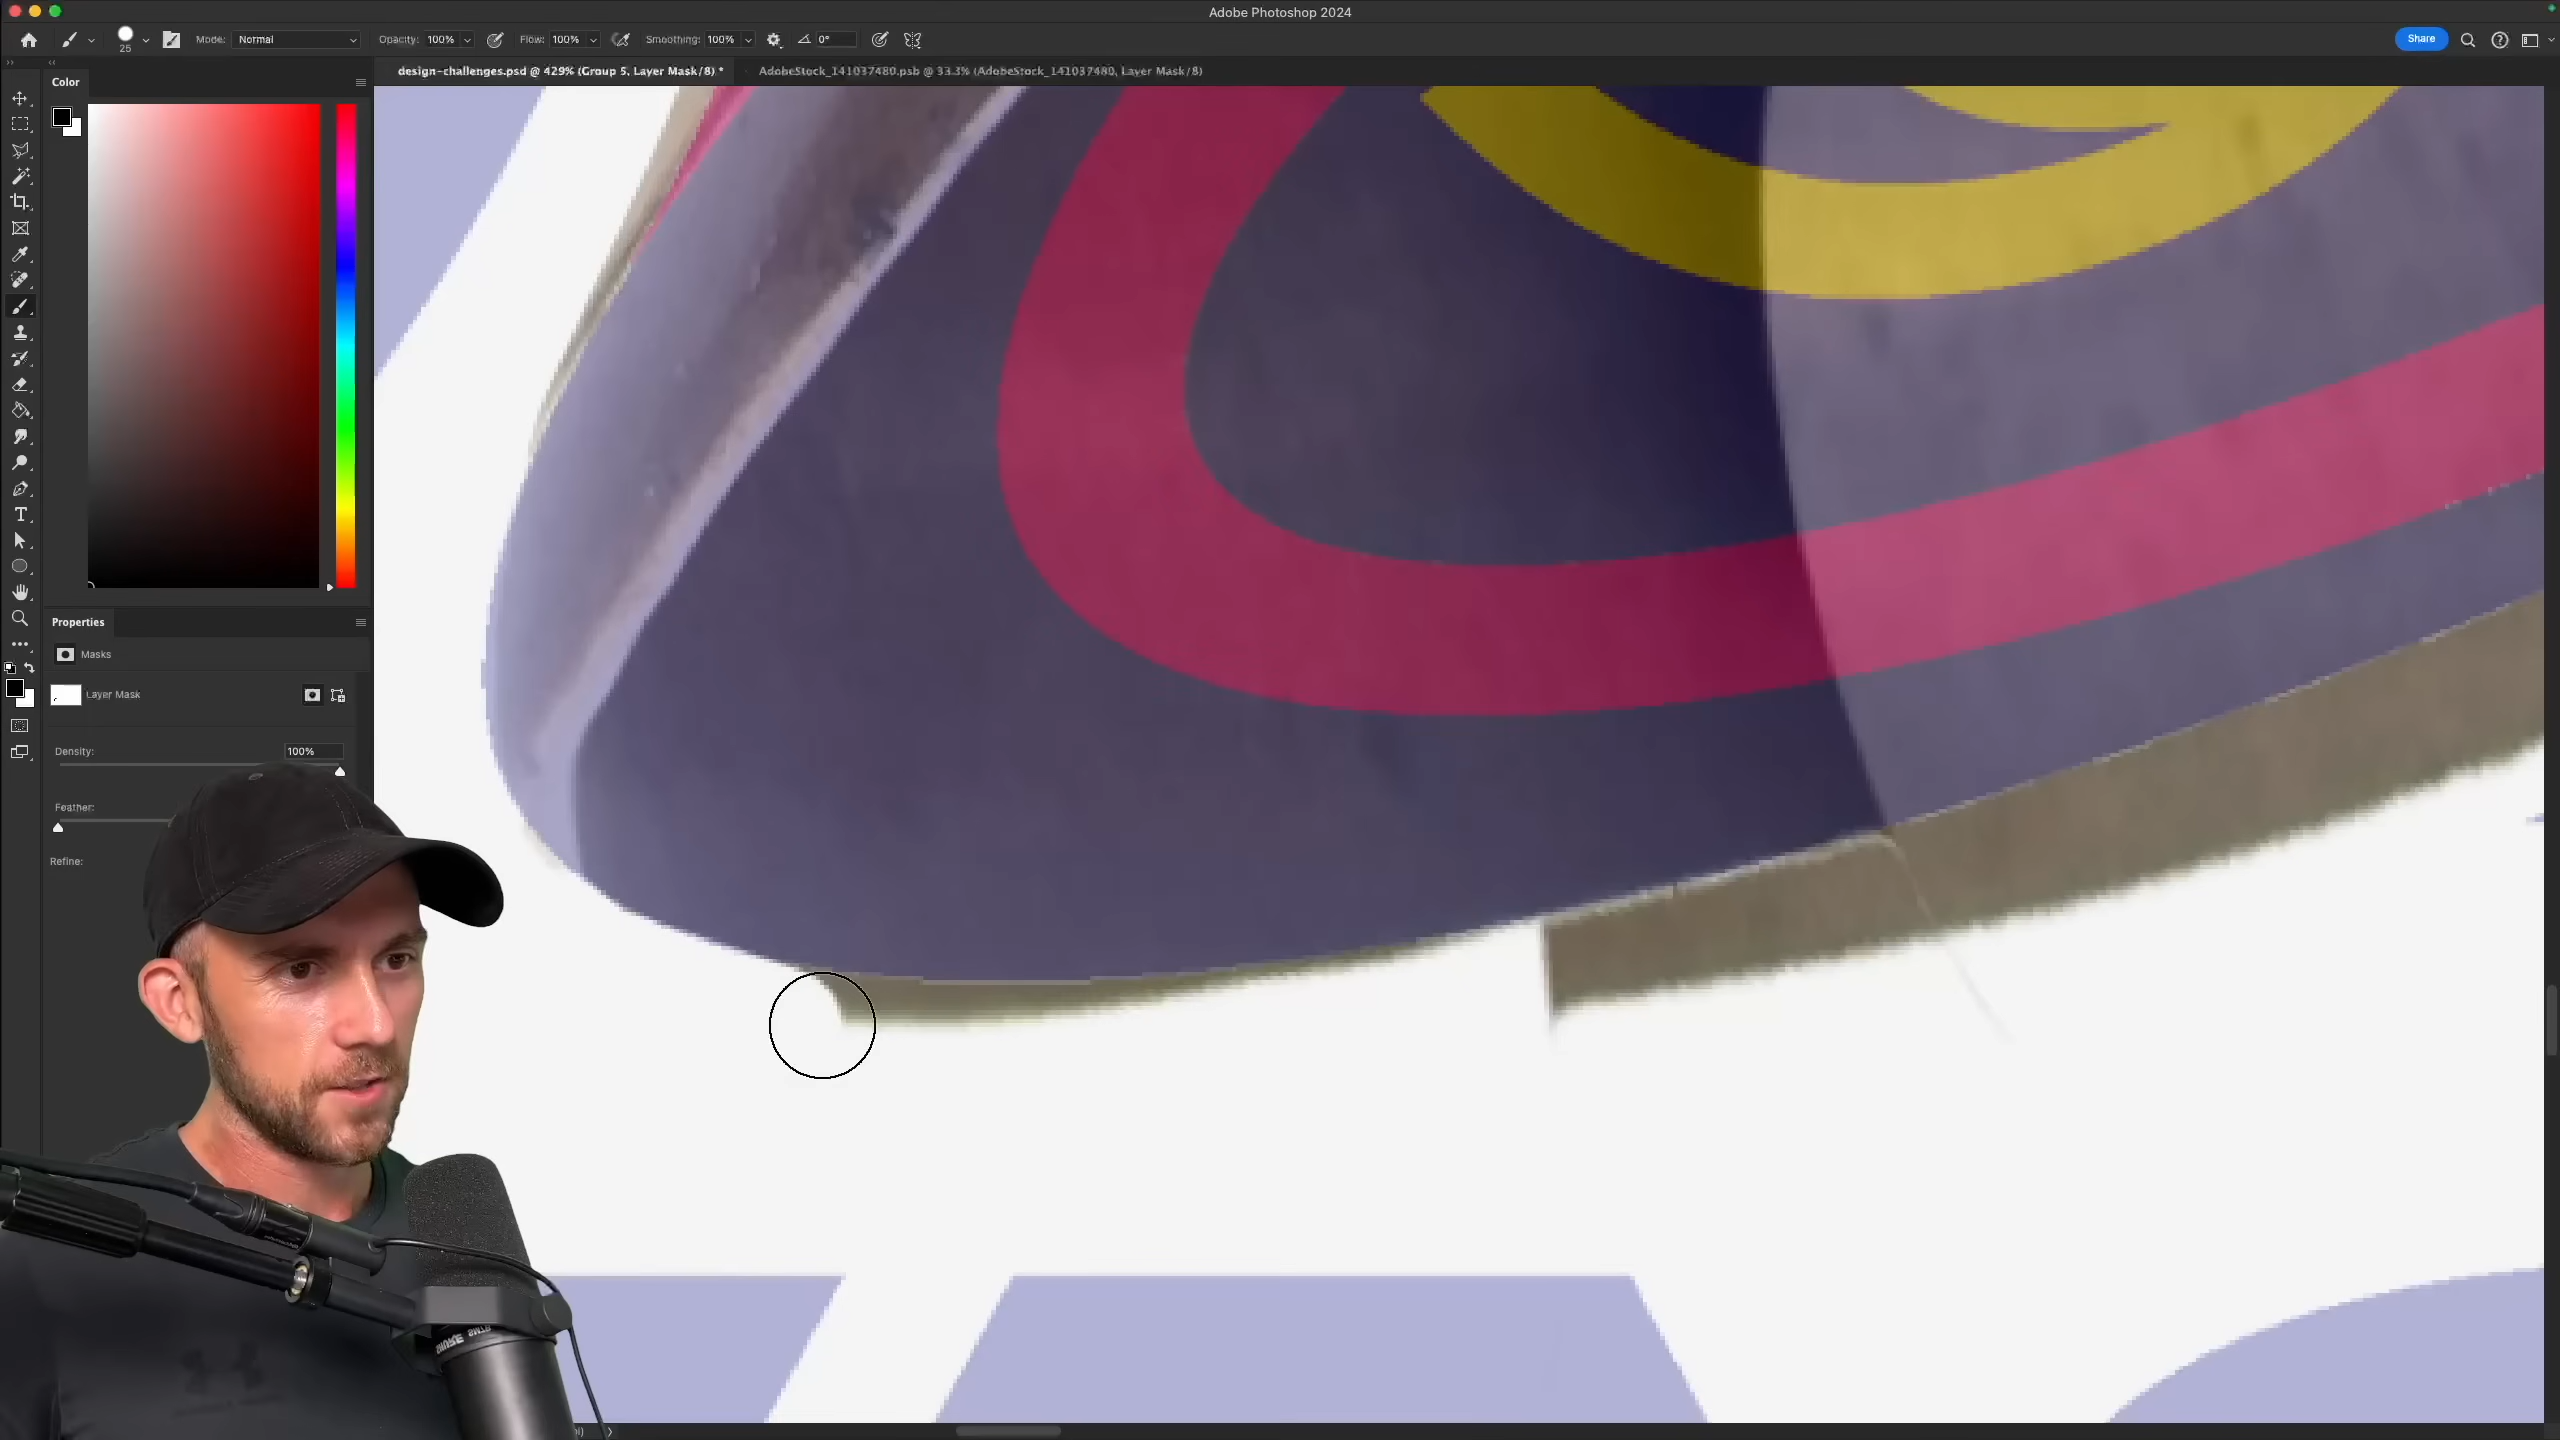 Adobe Photoshop 2024
25 Mode: Normal Opacity: 100% Flow: 100% Smoothing: 100% 0° Share
design-challenges.psd @ 429% (Group 5, Layer Mask/8) * AdobeStock_141037480.psb @ 33.3% (AdobeStock_141037480, Layer Mask/8)
Color
Properties
Masks
Layer Mask
Density: 100%
Feather:
Refine: